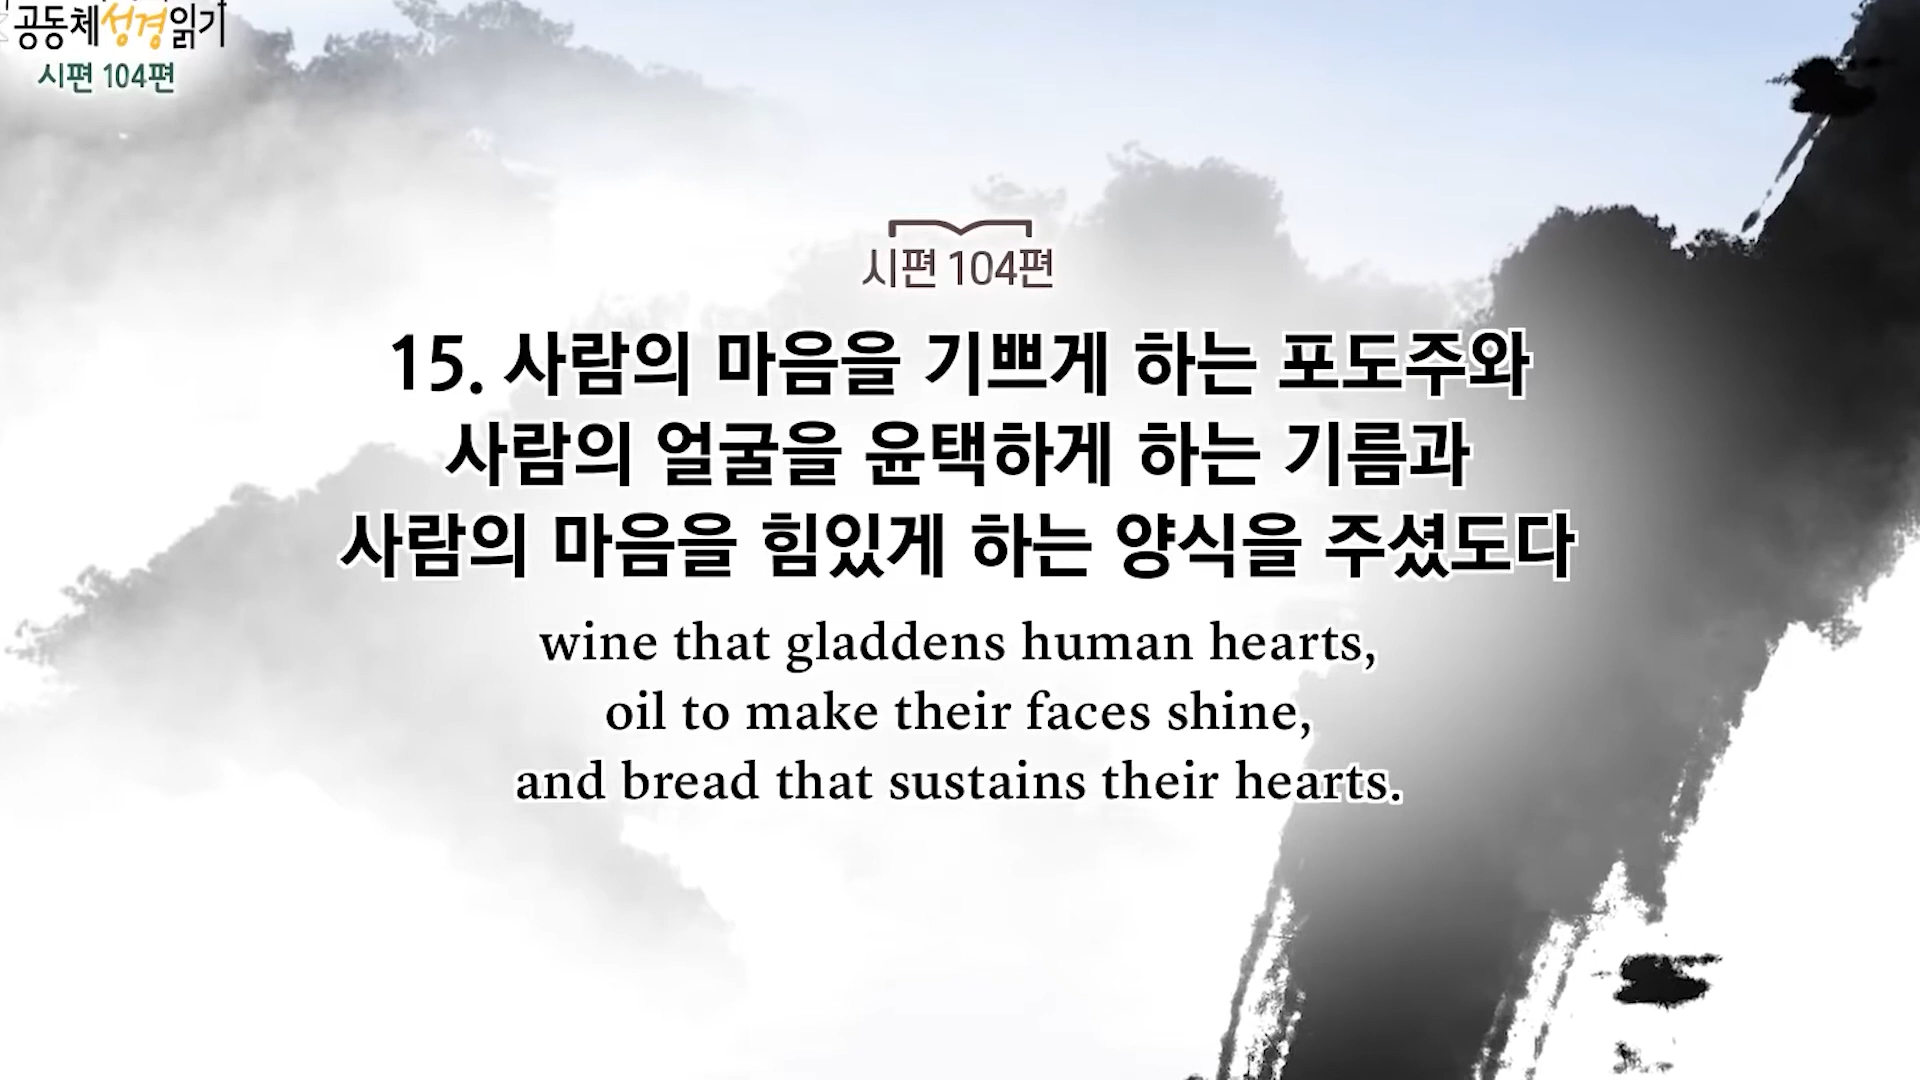 공동체성경읽기
시편 104편
시편 104편
15. 사람의 마음을 기쁘게 하는 포도주와
사람의 얼굴을 윤택하게 하는 기름과
사람의 마음을 힘있게 하는 양식을 주셨도다
wine that gladdens human hearts,
oil to make their faces shine,
and bread that sustains their hearts.